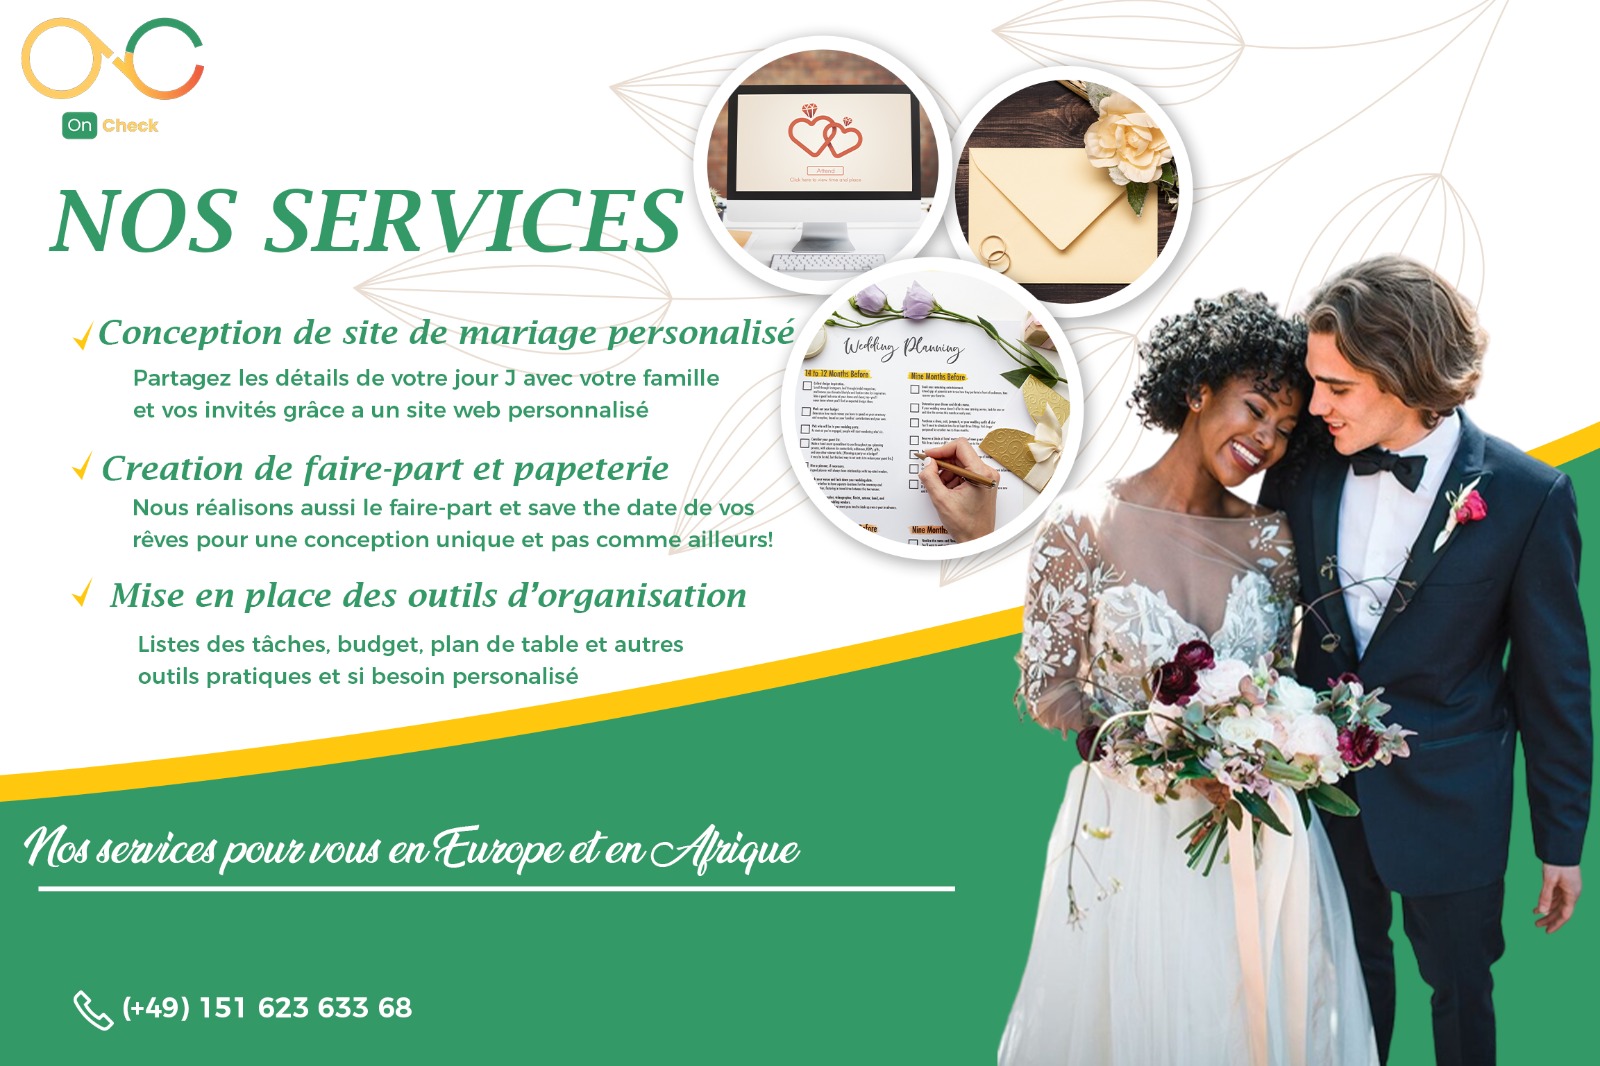 On Check
NOS SERVICES
Conception de site de mariage personalisé
Partagez les détails de votre jour J avec votre famille
et vos invités grâce a un site web personnalisé
Creation de faire-part et papeterie
Nous réalisons aussi le faire-part et save the date de vos
rêves pour une conception unique et pas comme ailleurs!
Mise en place des outils d’organisation
Listes des tâches, budget, plan de table et autres
outils pratiques et si besoin personalisé
Attend
Wedding Planning
14 to 12 Months Before
Nine Months Before
Nine Months
Nos services pour vous en Europe et en Afrique
(+49) 151 623 633 68